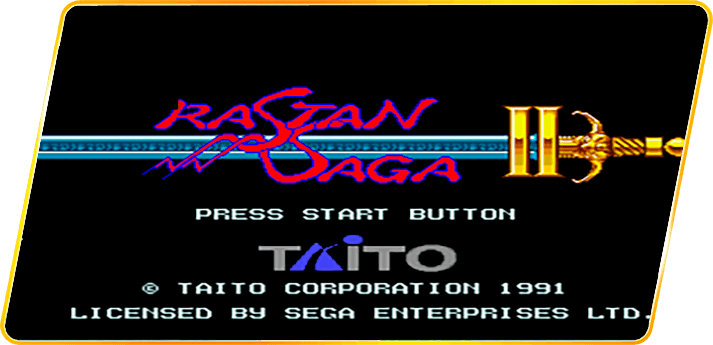 RASTAN
SAGA II
PRESS START BUTTON
TAITO
© TAITO CORPORATION 1991
LICENSED BY SEGA ENTERPRISES LTD.